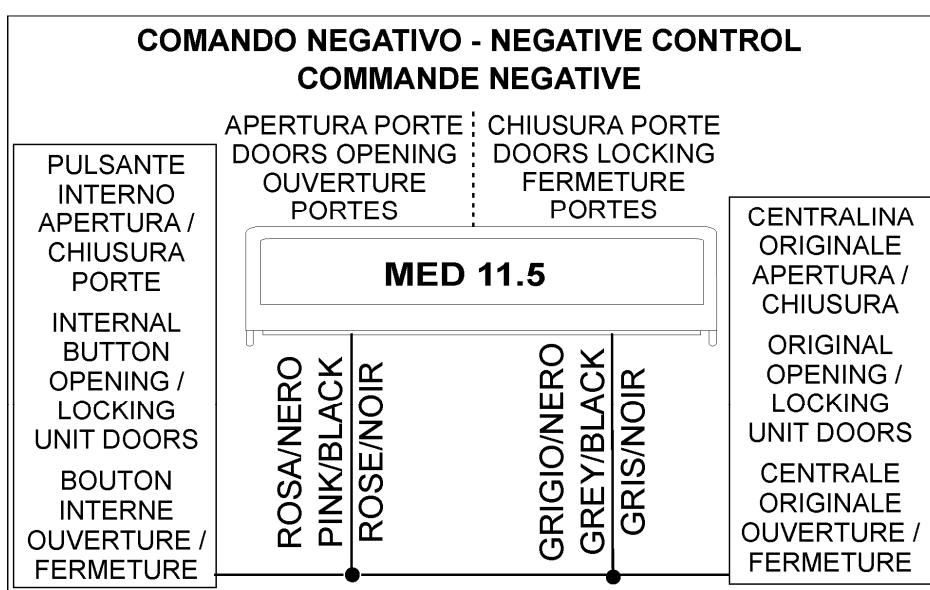 COMANDO NEGATIVO - NEGATIVE CONTROL
COMMANDE NEGATIVE
APERTURA PORTE
DOORS OPENING
OUVERTURE
PORTES
CHIUSURA PORTE
DOORS LOCKING
FERMETURE
PORTES
PULSANTE
INTERNO
APERTURA /
CHIUSURA
PORTE
INTERNAL
BUTTON
OPENING /
LOCKING
UNIT DOORS
BOUTON
INTERNE
OUVERTURE /
FERMETURE
MED 11.5
ROSA/NERO
PINK/BLACK
ROSE/NOIR
GRIGIO/NERO
GREY/BLACK
GRIS/NOIR
CENTRALINA
ORIGINALE
APERTURA /
CHIUSURA
ORIGINAL
OPENING /
LOCKING
UNIT DOORS
CENTRALE
ORIGINALE
OUVERTURE /
FERMETURE